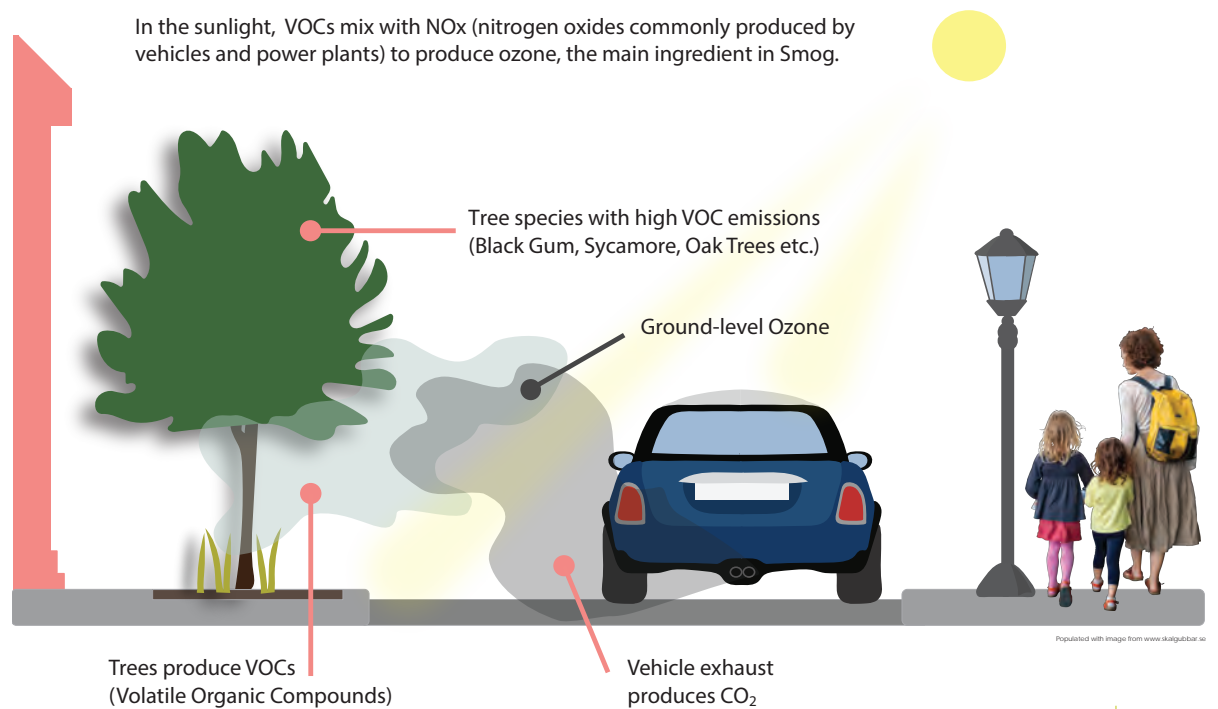 In the sunlight,  VOCs mix with NOx (nitrogen oxides commonly produced by
vehicles and power plants) to produce ozone, the main ingredient in Smog.
Tree species with high VOC emissions
(Black Gum, Sycamore, Oak Trees etc.)
Ground-level Ozone
Populated with image from www.skalgubbar.se
Trees produce VOCs
(Volatile Organic Compounds)
Vehicle exhaust
produces CO₂